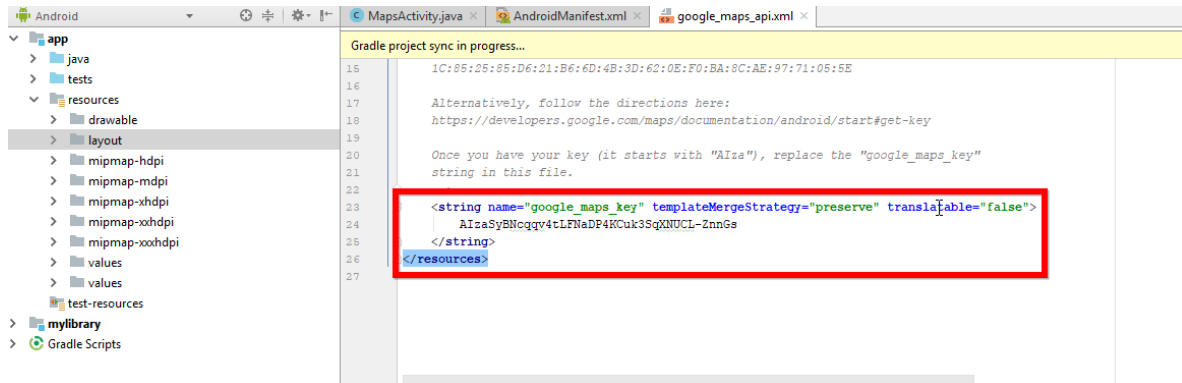 Android
MapsActivity.java
AndroidManifest.xml
google_maps_api.xml
app
java
tests
resources
drawable
layout
mipmap-hdpi
mipmap-mdpi
mipmap-xhdpi
mipmap-xxhdpi
mipmap-xxxhdpi
values
values
test-resources
mylibrary
Gradle Scripts
Gradle project sync in progress...
15 1C:85:25:85:D6:21:B6:6D:4B:3D:62:0E:F0:BA:8C:AE:97:71:05:5E
16
17 Alternatively, follow the directions here:
18 https://developers.google.com/maps/documentation/android/start#get-key
19
20 Once you have your key (it starts with "AIza"), replace the "google_maps_key"
21 string in this file.
22
23 <string name="google_maps_key" templateMergeStrategy="preserve" translatable="false">
24 AIzaSyBNcqqv4tLFNaDP4KCuk3SqXNUCL-ZnnGs
25 </string>
26 </resources>
27